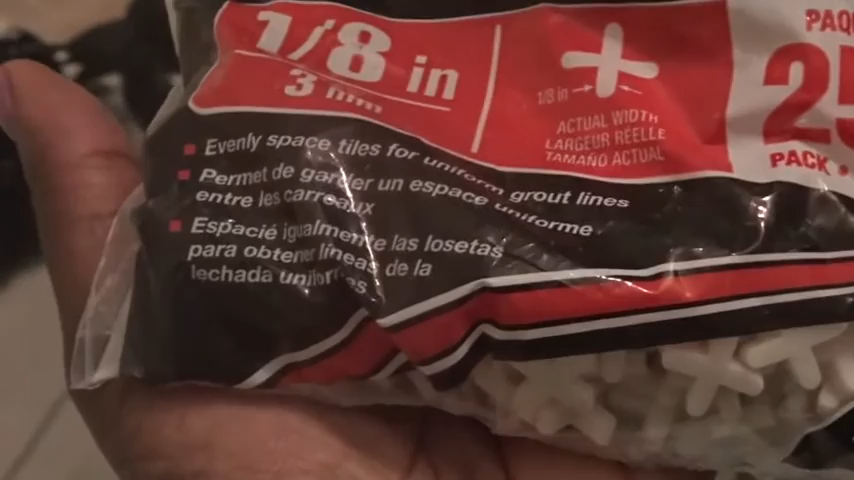 1/8 in
3 mm
1/8 in
ACTUAL WIDTH
LARGEUR RÉELLE
TAMAÑO ACTUAL
PACK
Evenly space tiles for uniform grout lines
Permet de garder un espace uniforme
entre les carreaux
Espacié igualmente las losetas
para obtener líneas de la
lechada uniformes